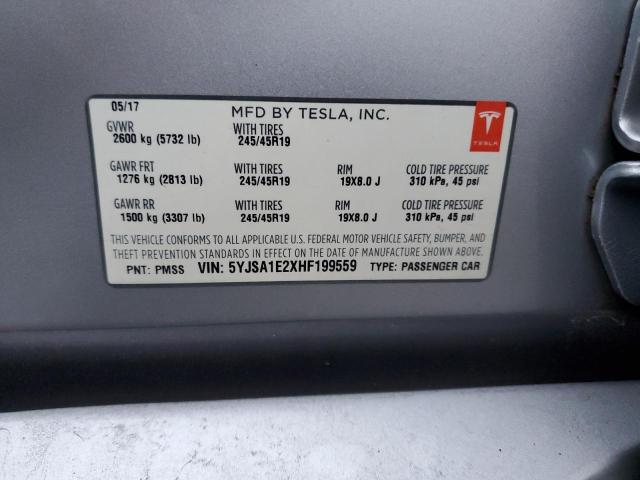 05/17 MFD BY TESLA, INC.
GVWR WITH TIRES
2600 kg (5732 lb) 245/45R19
TESLA
GAWR FRT WITH TIRES RIM COLD TIRE PRESSURE
1276 kg (2813 lb) 245/45R19 19X8.0 J 310 kPa, 45 psi
GAWR RR WITH TIRES RIM COLD TIRE PRESSURE
1500 kg (3307 lb) 245/45R19 19X8.0 J 310 kPa, 45 psi
THIS VEHICLE CONFORMS TO ALL APPLICABLE U.S. FEDERAL MOTOR VEHICLE SAFETY, BUMPER, AND
THEFT PREVENTION STANDARDS IN EFFECT ON THE DATE OF MANUFACTURE SHOWN ABOVE.
PNT: PMSS VIN: 5YJSA1E2XHF199559 TYPE: PASSENGER CAR